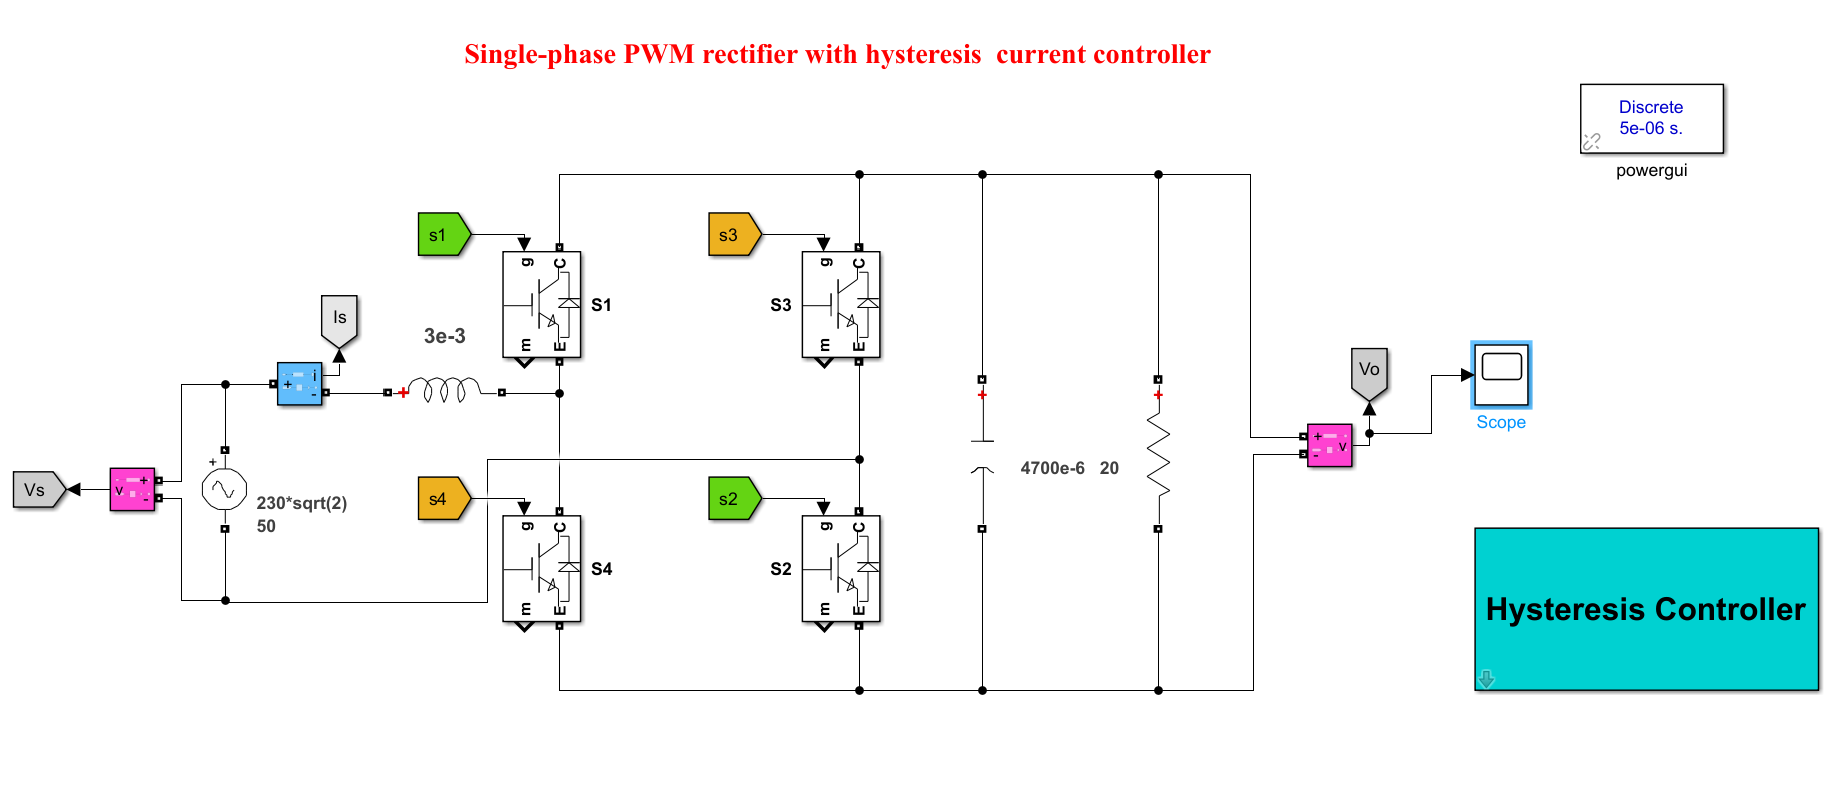 Single-phase PWM rectifier with hysteresis  current controller
Discrete
5e-06 s.
powergui
s1
g
C
m
E
S1
s3
g
C
m
E
S3
Is
3e-3
+
i
-
+
Vo
Scope
+
-
v
+
+
4700e-6
20
Vs
v
+
-
+
230*sqrt(2)
50
s4
g
C
m
E
S4
s2
g
C
m
E
S2
Hysteresis Controller